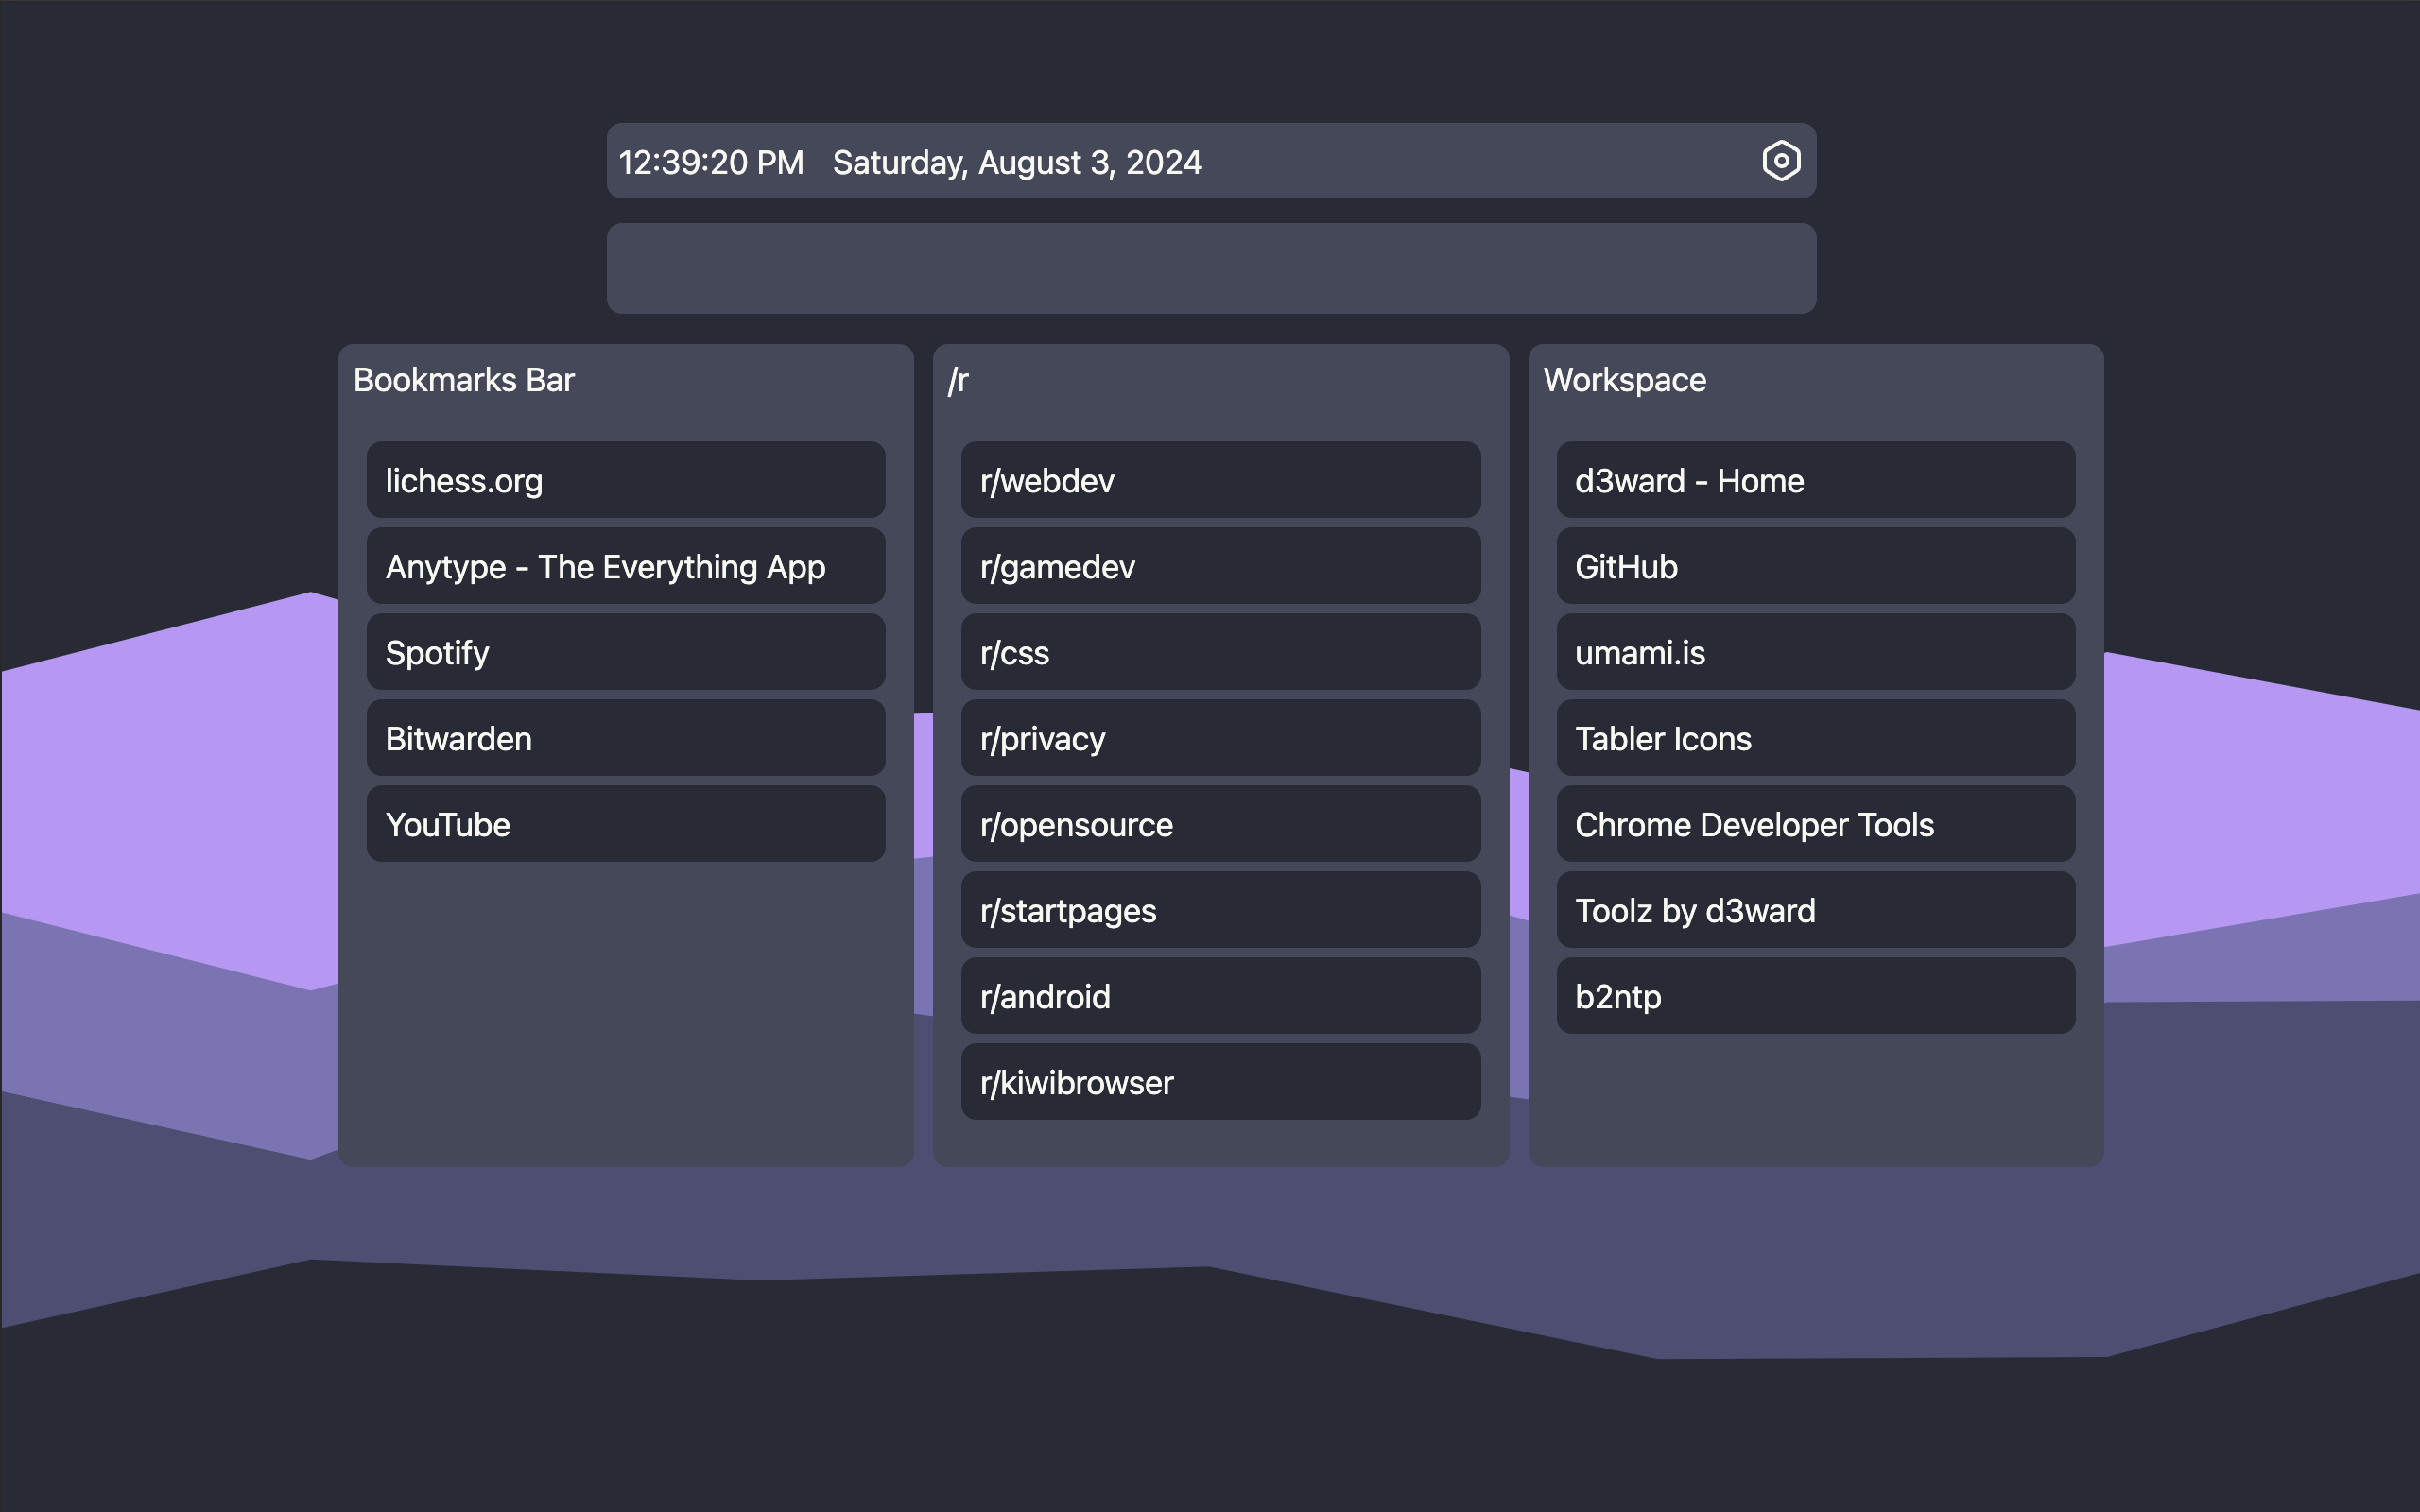 12:39:20 PM Saturday, August 3, 2024
Bookmarks Bar
lichess.org
Anytype - The Everything App
Spotify
Bitwarden
YouTube
/r
r/webdev
r/gamedev
r/css
r/privacy
r/opensource
r/startpages
r/android
r/kiwibrowser
Workspace
d3ward - Home
GitHub
umami.is
Tabler Icons
Chrome Developer Tools
Toolz by d3ward
b2ntp